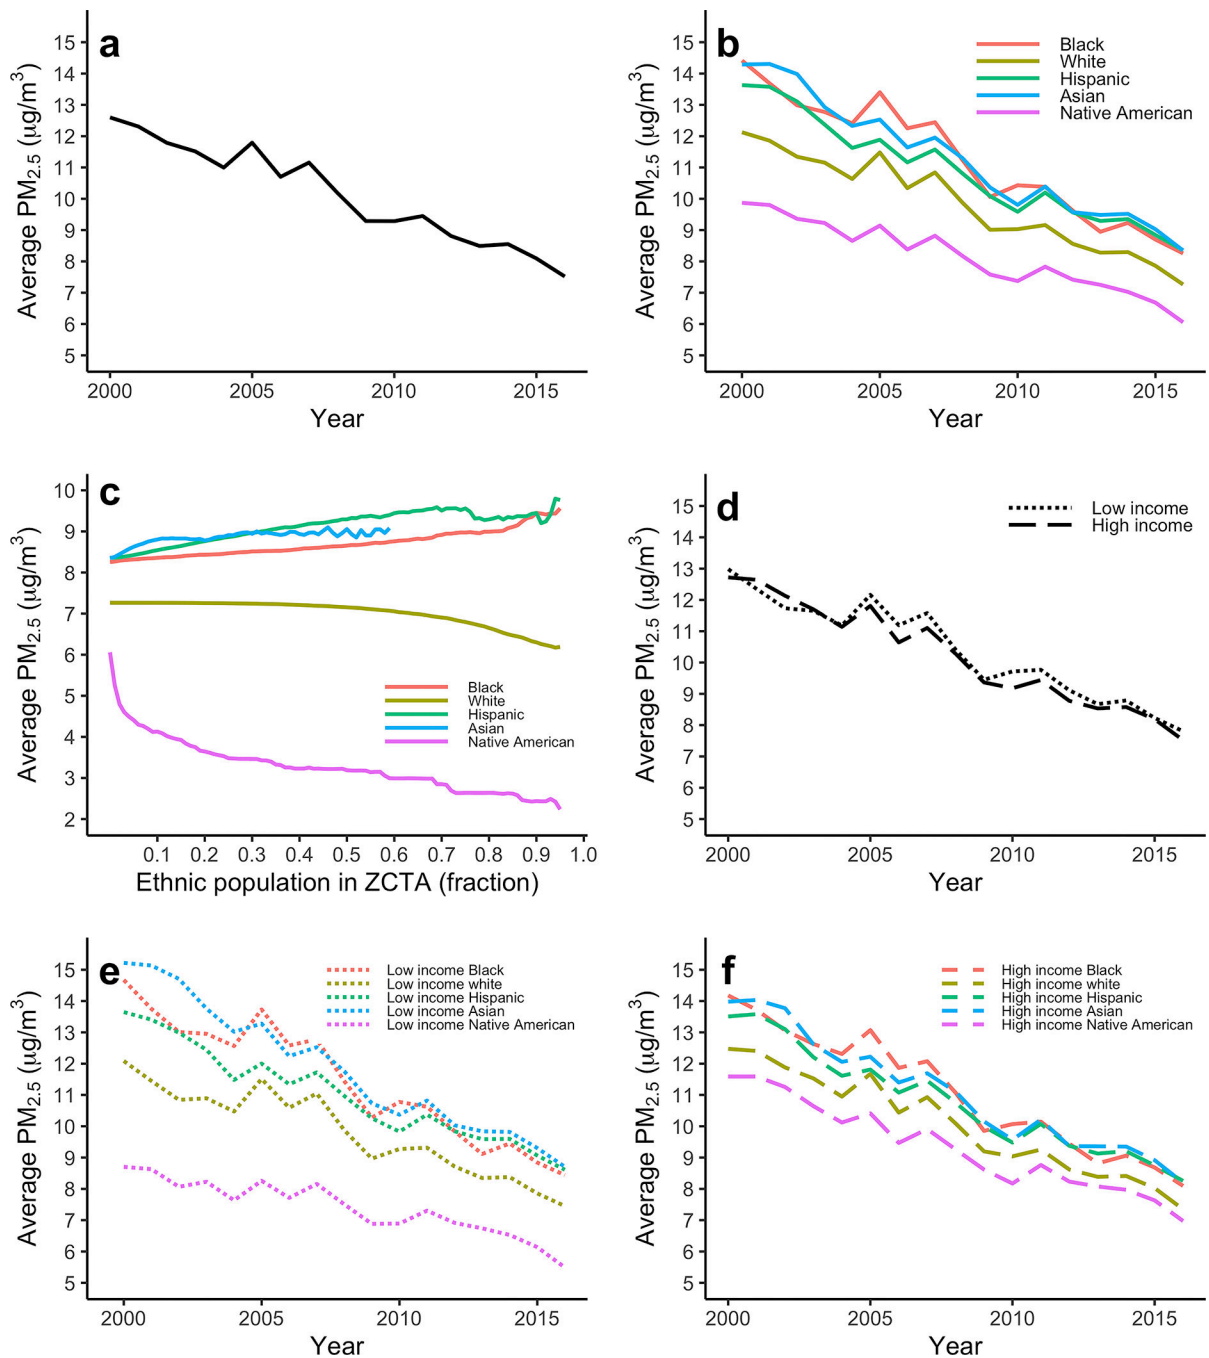 a
15
14
13
12
11
10
9
8
7
6
5
Average PM2.5 (μg/m3)
2000 2005 2010 2015
Year
b
Black
White
Hispanic
Asian
Native American
15
14
13
12
11
10
9
8
7
6
5
Average PM2.5 (μg/m3)
2000 2005 2010 2015
Year
c
10
9
8
7
6
5
4
3
2
Average PM2.5 (μg/m3)
Black
White
Hispanic
Asian
Native American
0.1 0.2 0.3 0.4 0.5 0.6 0.7 0.8 0.9 1.0
Ethnic population in ZCTA (fraction)
d
Low income
High income
15
14
13
12
11
10
9
8
7
6
5
Average PM2.5 (μg/m3)
2000 2005 2010 2015
Year
e
Low income Black
Low income white
Low income Hispanic
Low income Asian
Low income Native American
15
14
13
12
11
10
9
8
7
6
5
Average PM2.5 (μg/m3)
2000 2005 2010 2015
Year
f
High income Black
High income white
High income Hispanic
High income Asian
High income Native American
15
14
13
12
11
10
9
8
7
6
5
Average PM2.5 (μg/m3)
2000 2005 2010 2015
Year